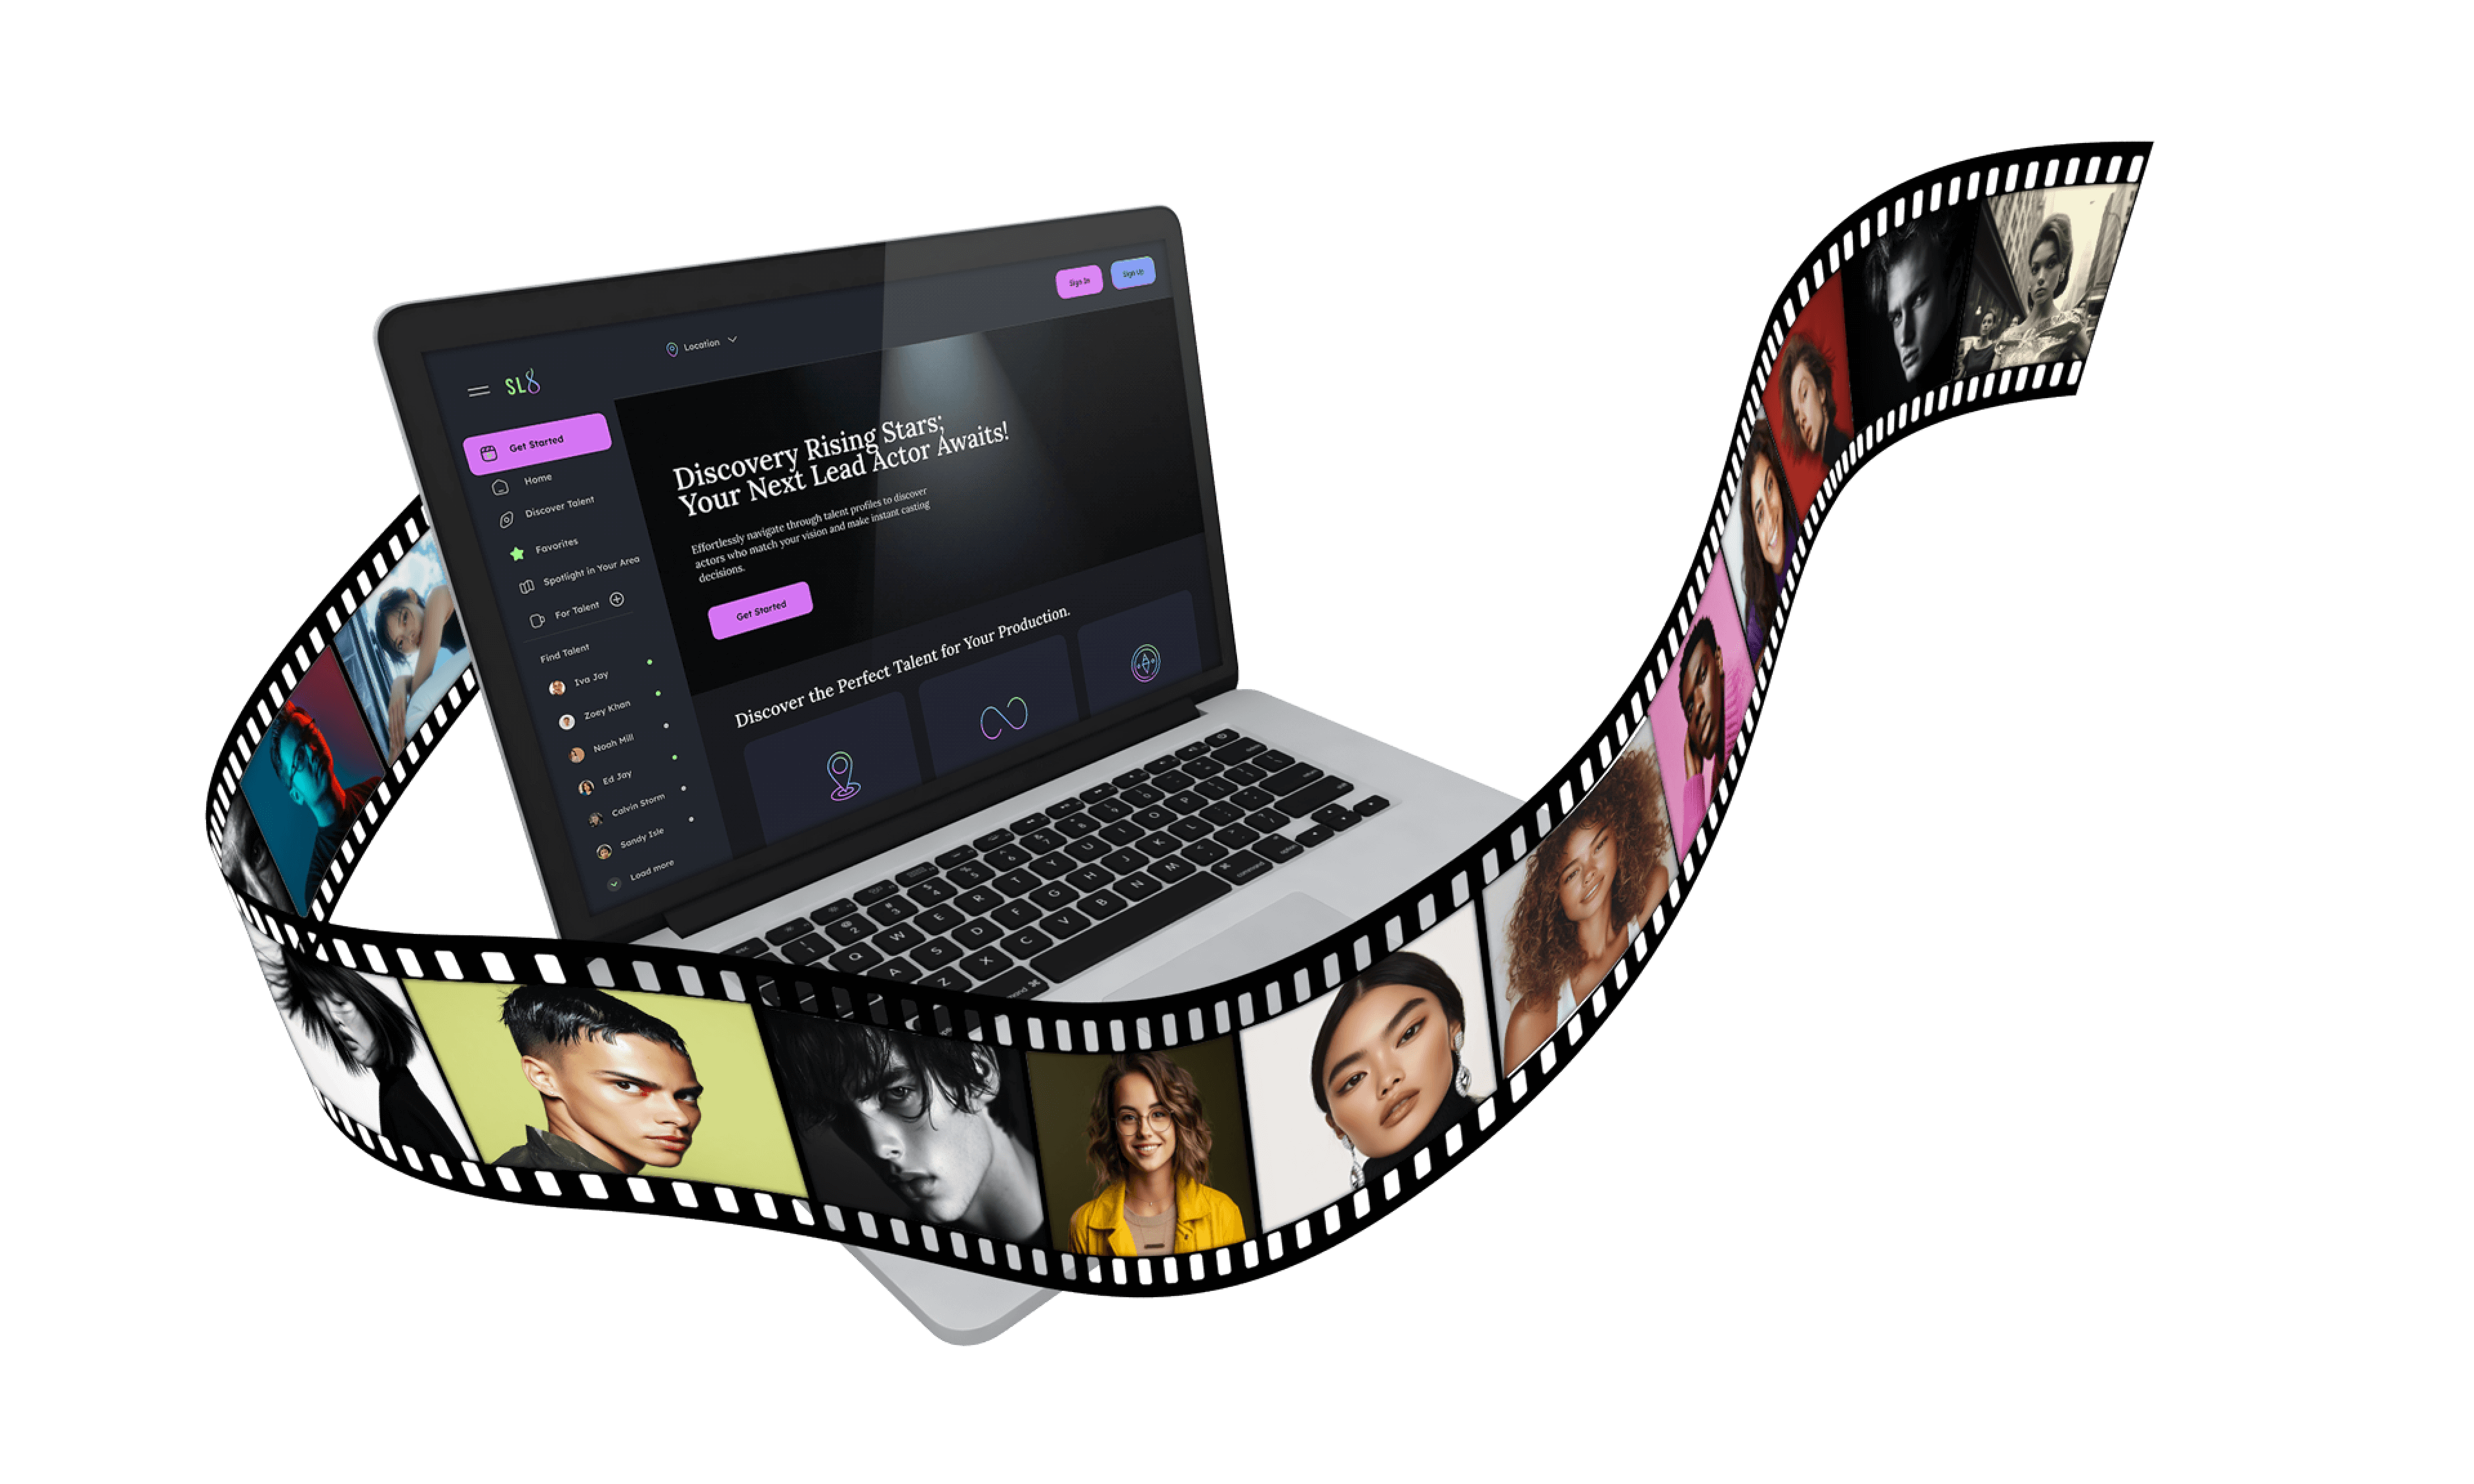 Sign In
Sign Up
Location
SL8
Get Started
Home
Discover Talent
Favorites
Spotlight in Your Area
For Talent
Find Talent
Iva Jay
Zoey Khan
Noah Mill
Ed Jay
Calvin Storm
Sandy Isle
Load more
Discovery Rising Stars;
Your Next Lead Actor Awaits!
Effortlessly navigate through talent profiles to discover
actors who match your vision and make instant casting
decisions.
Get Started
Discover the Perfect Talent for Your Production.
Q W E R T Y U I O P
A S D F G H J K L
Z X C V B N M
command
option